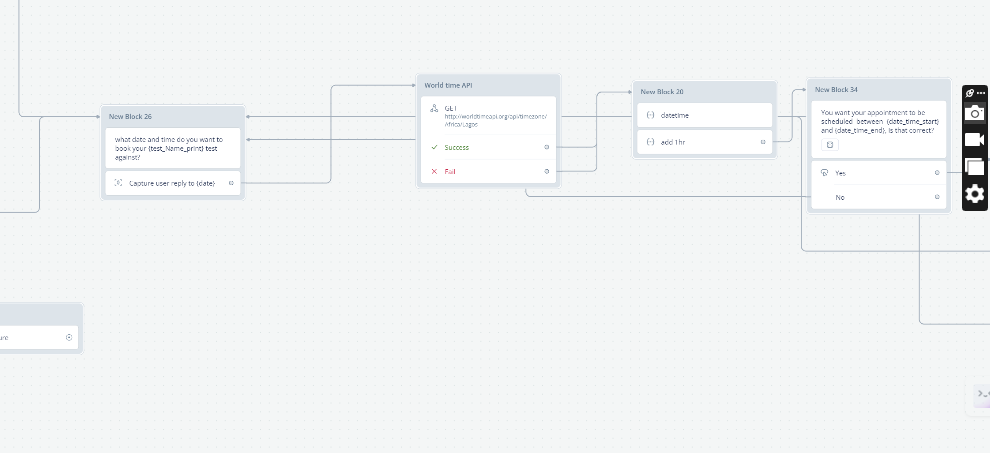 New Block 26
what date and time do you want to
book your {test_Name_print} test
against?
Capture user reply to {date}
World time API
GET
http://worldtimeapi.org/api/timezone/
Africa/Lagos
Success
Fail
New Block 20
datetime
add 1hr
New Block 34
You want your appointment to be
scheduled between {date_time_start}
and {date_time_end}, is that correct?
Yes
No